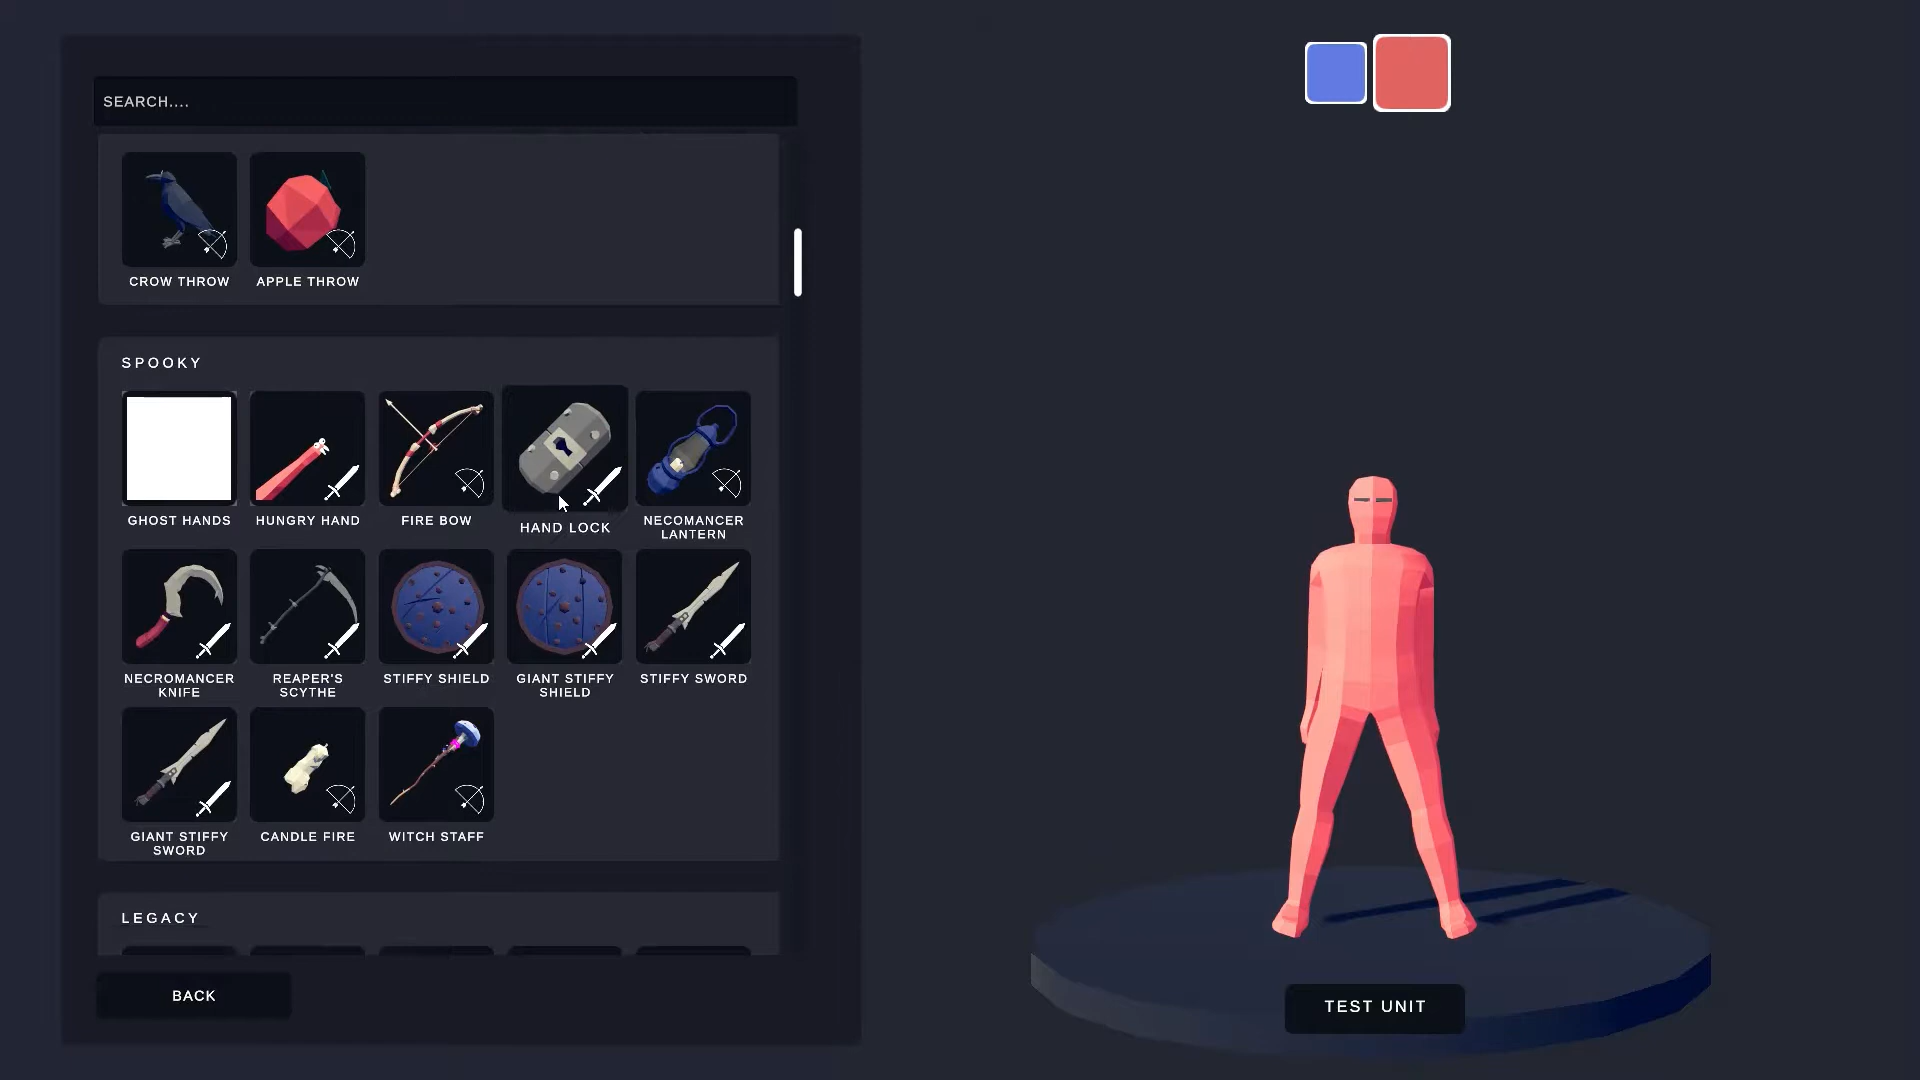 SEARCH....
CROW THROW
APPLE THROW
SPOOKY
GHOST HANDS
HUNGRY HAND
FIRE BOW
HAND LOCK
NECOMANCER
LANTERN
NECROMANCER
KNIFE
REAPER'S
SCYTHE
STIFFY SHIELD
GIANT STIFFY
SHIELD
STIFFY SWORD
GIANT STIFFY
SWORD
CANDLE FIRE
WITCH STAFF
LEGACY
BACK
TEST UNIT